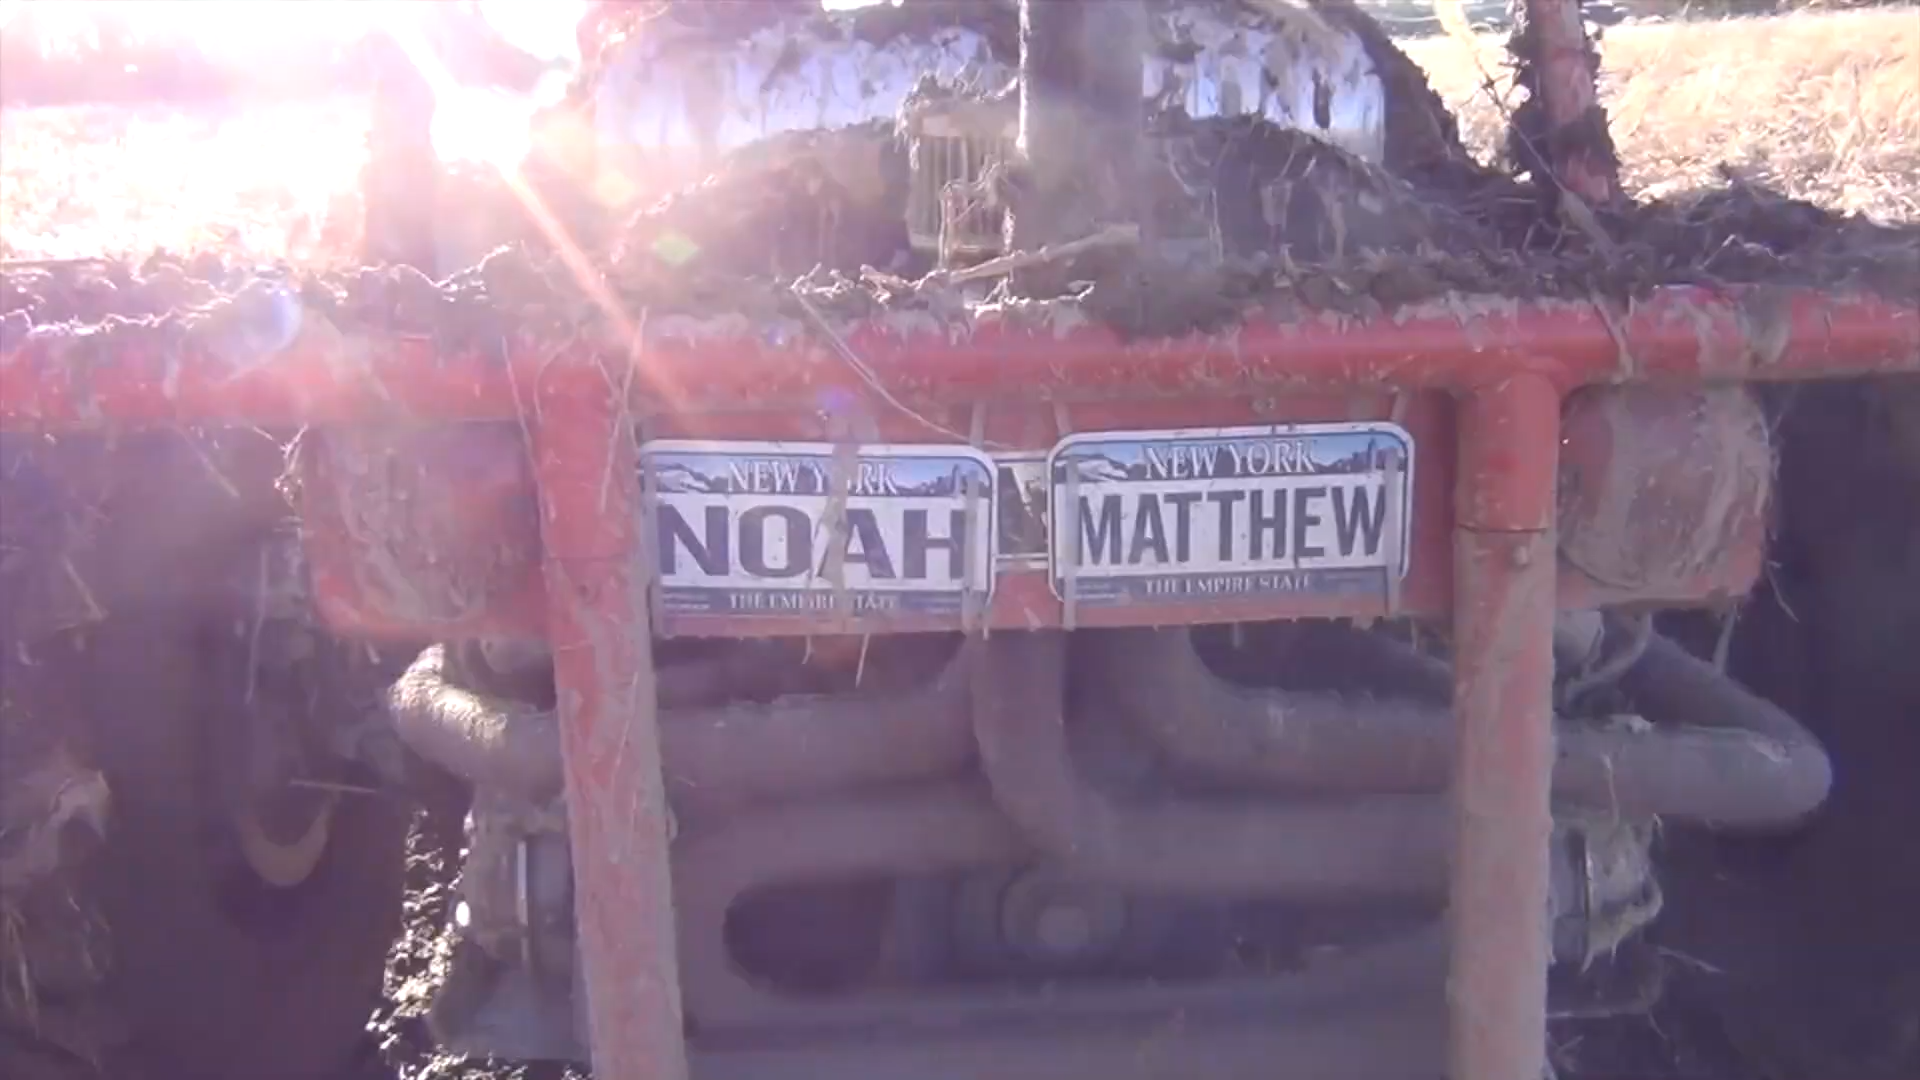 NEW YORK
NOAH
THE EMPIRE STATE
NEW YORK
MATTHEW
THE EMPIRE STATE